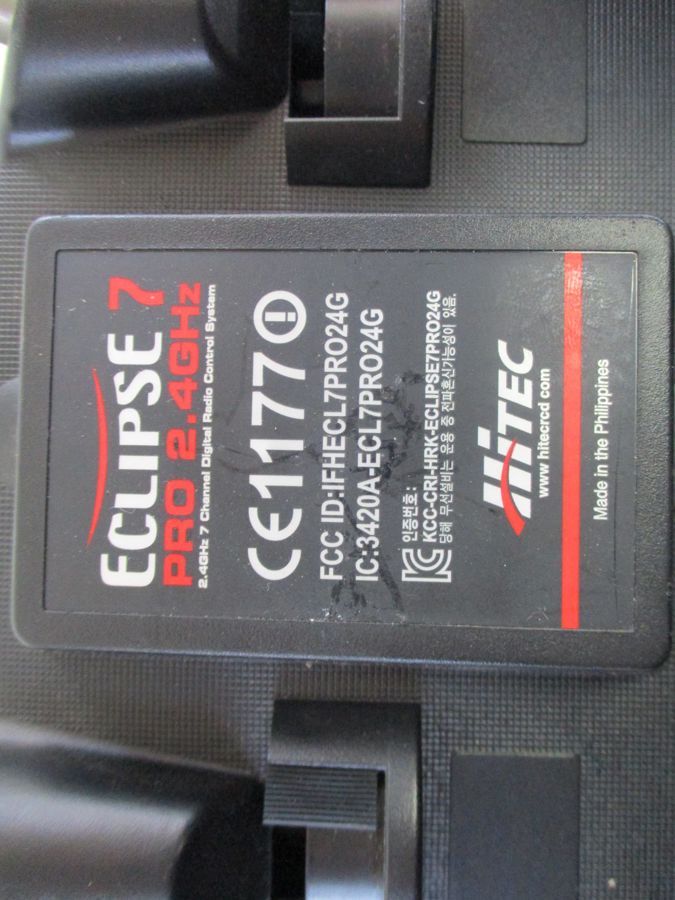 ECLIPSE 7
PRO 2.4GHz
2.4GHz 7 Channel Digital Radio Control System
CE1177
FCC ID:IFHECL7PRO24G
IC:3420A-ECL7PRO24G
인증번호 :
KCC-CRI-HRK-ECLIPSE7PRO24G
당해 무선설비는 운용 중 전파혼신가능성이 있음.
HiTEC
www hitecrcd com
Made in the Philippines